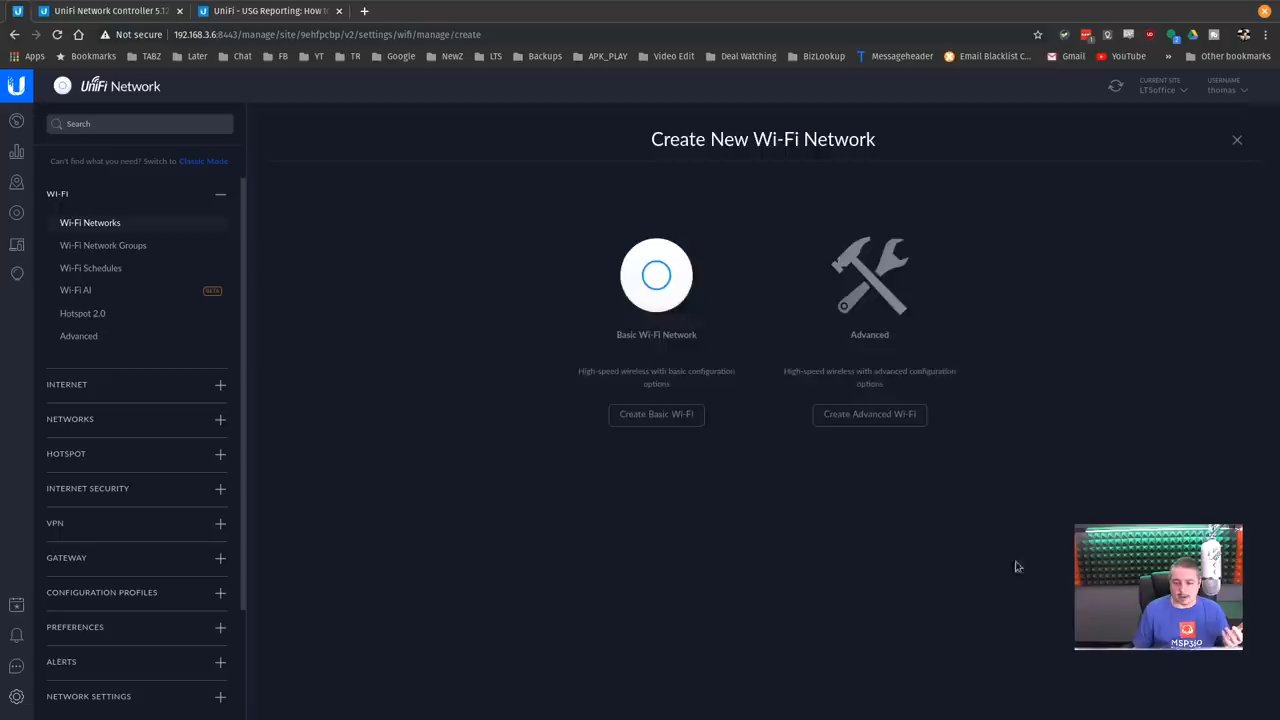 UniFi Network Controller 5.12
UniFi - USG Reporting: How to
Not secure
192.168.3.6:8443/manage/site/9ehfpcbp/v2/settings/wifi/manage/create
Apps
Bookmarks
TABZ
Later
Chat
FB
YT
TR
Google
NewZ
LTS
Backups
APK_PLAY
Video Edit
Deal Watching
BizLookup
Messageheader
Email Blacklist C...
Gmail
YouTube
»
Other bookmarks
UniFi Network
CURRENT SITE
LTSoffice
USERNAME
thomas
Search
Can't find what you need? Switch to Classic Mode
WI-FI
Wi-Fi Networks
Wi-Fi Network Groups
Wi-Fi Schedules
Wi-Fi AI
BETA
Hotspot 2.0
Advanced
INTERNET
NETWORKS
HOTSPOT
INTERNET SECURITY
VPN
GATEWAY
CONFIGURATION PROFILES
PREFERENCES
ALERTS
NETWORK SETTINGS
Create New Wi-Fi Network
Basic Wi-Fi Network
High-speed wireless with basic configuration
options
Create Basic Wi-Fi
Advanced
High-speed wireless with advanced configuration
options
Create Advanced Wi-Fi